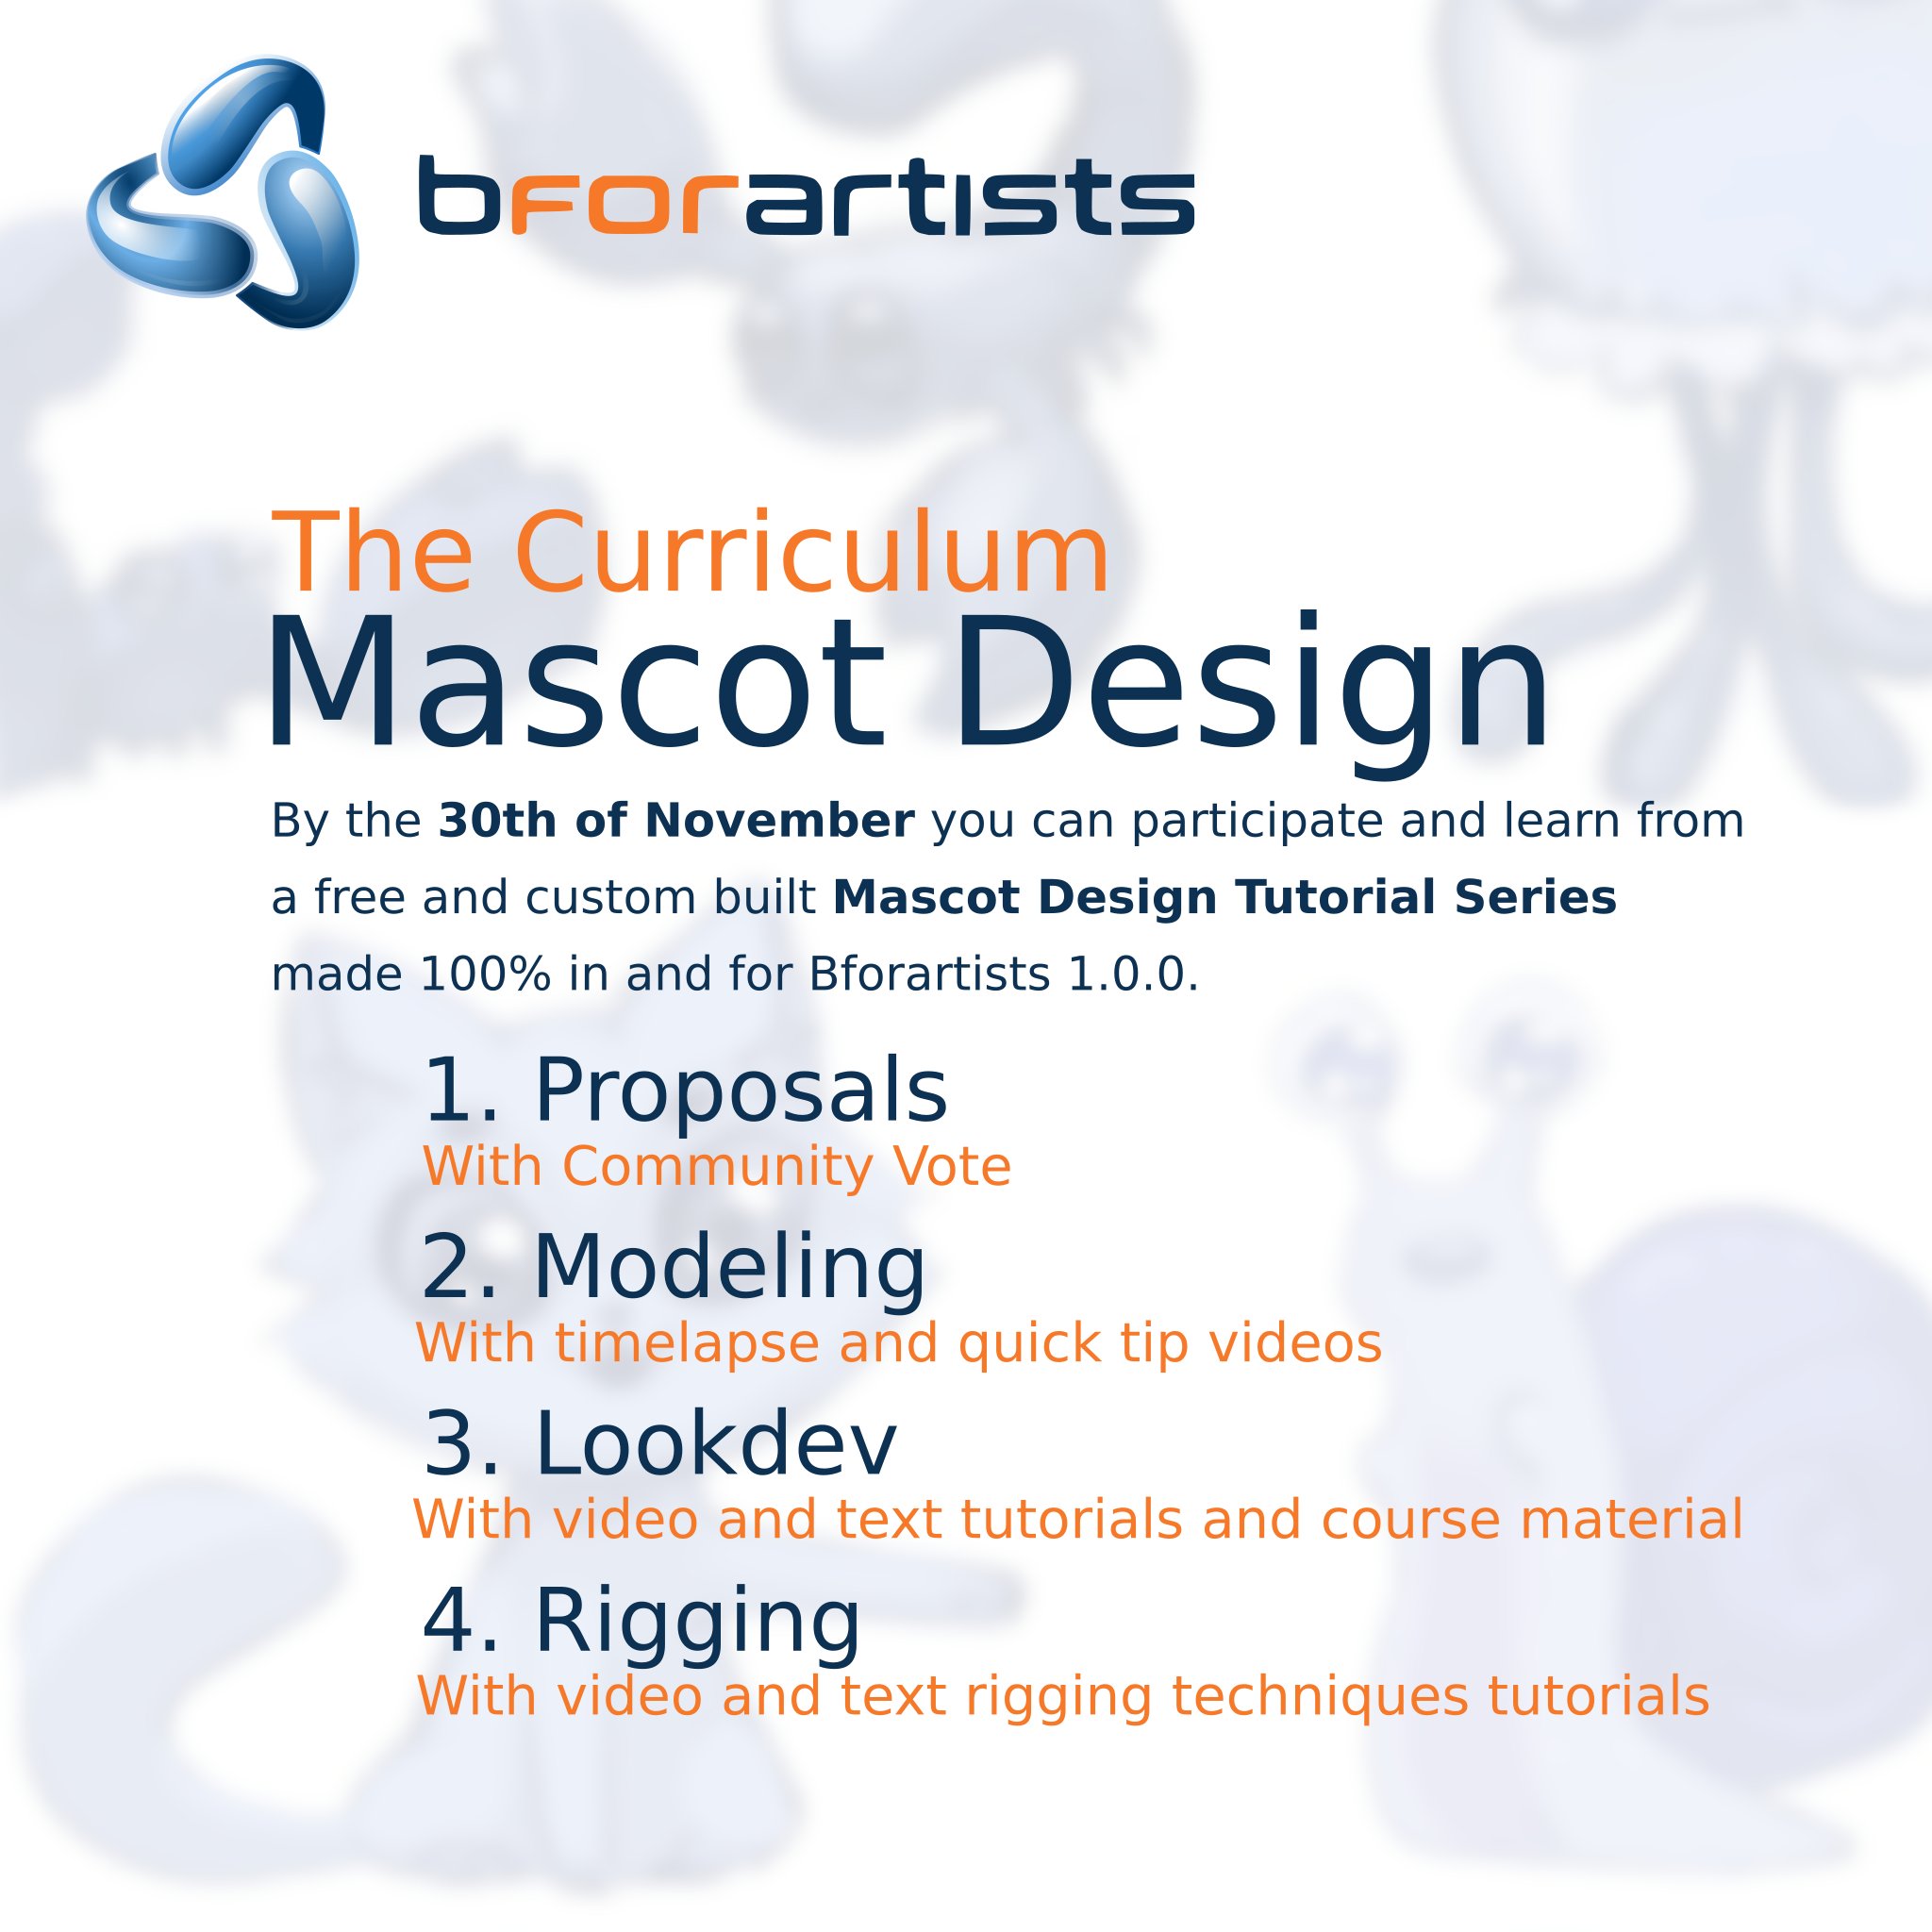 bforartists
The Curriculum
Mascot Design
By the 30th of November you can participate and learn from
a free and custom built Mascot Design Tutorial Series
made 100% in and for Bforartists 1.0.0.
1. Proposals
With Community Vote
2. Modeling
With timelapse and quick tip videos
3. Lookdev
With video and text tutorials and course material
4. Rigging
With video and text rigging techniques tutorials